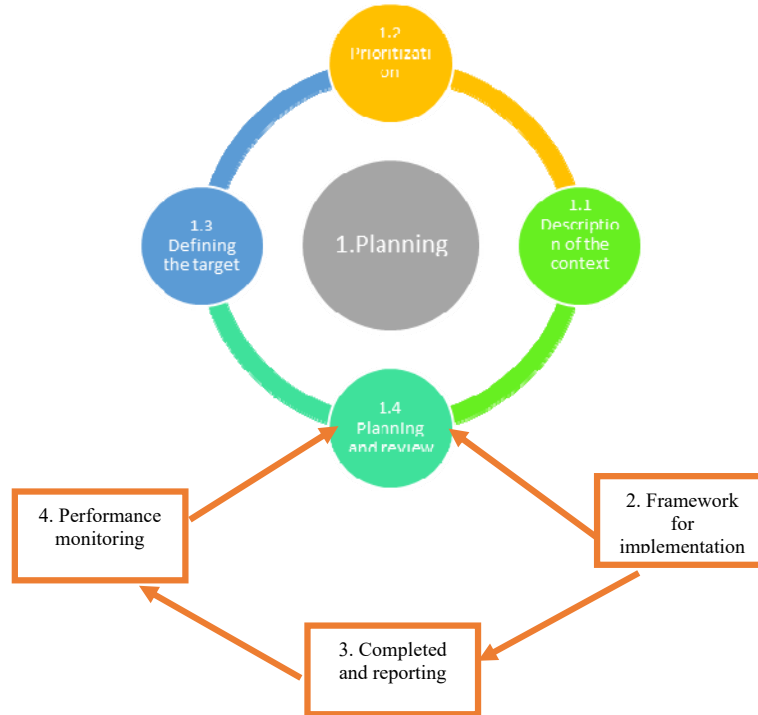 1.2
Prioritizati
on
1.3
Defining
the target
1.Planning
1.1
Descriptio
n of the
context
1.4
Planning
and review
4. Performance
monitoring
2. Framework
for
implementation
3. Completed
and reporting